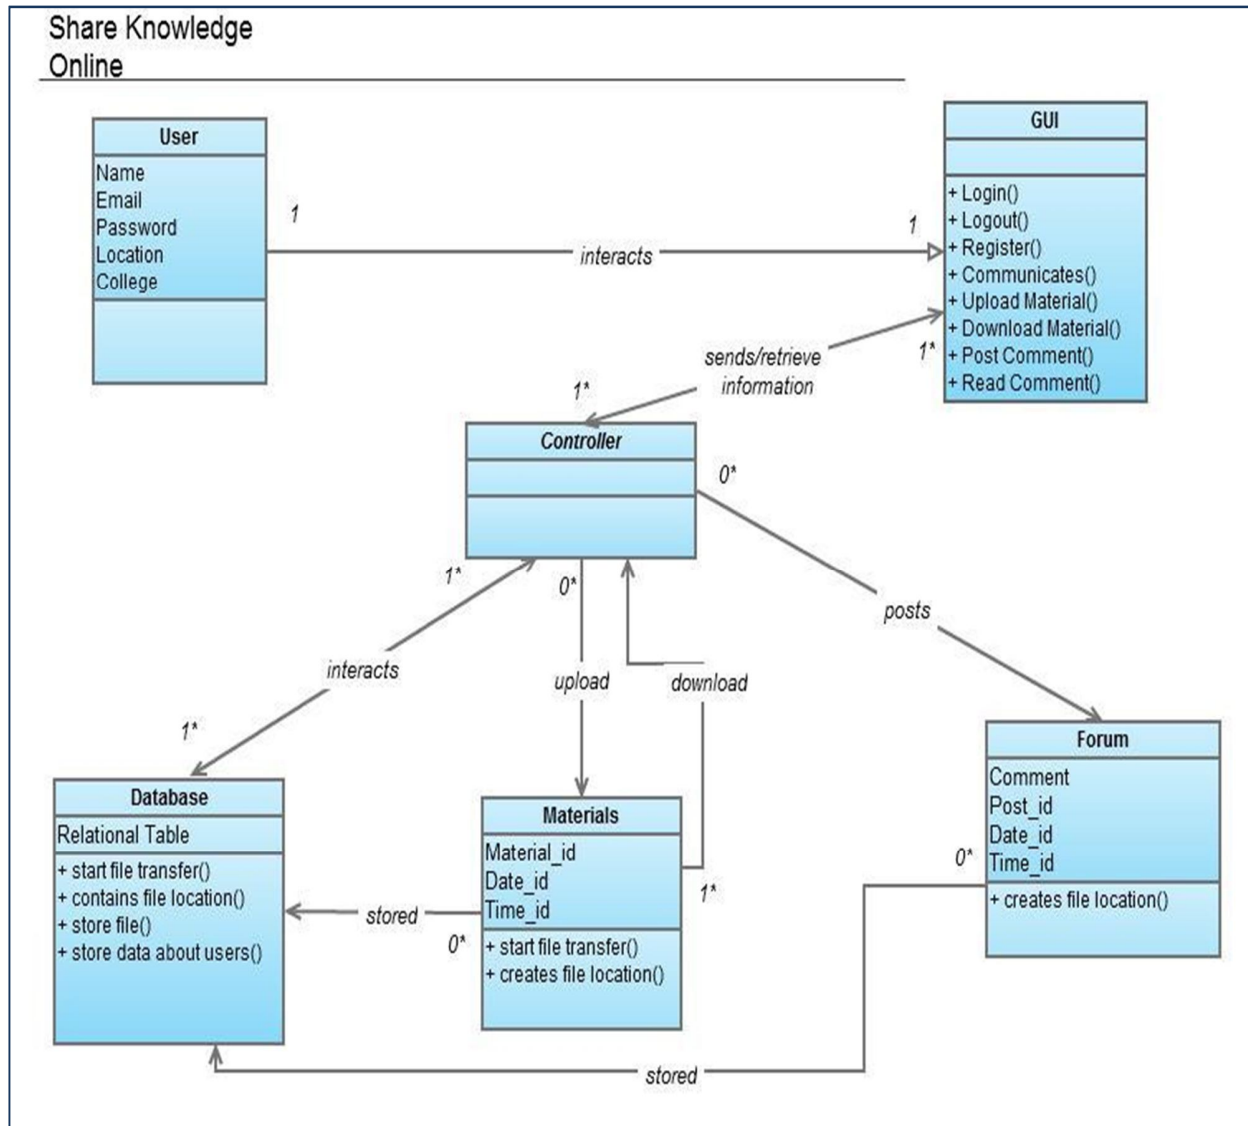 Share Knowledge
Online
User
Name
Email
Password
Location
College
GUI
+ Login()
+ Logout()
+ Register()
+ Communicates()
+ Upload Material()
+ Download Material()
+ Post Comment()
+ Read Comment()
1
1
interacts
sends/retrieve
information
1*
1*
Controller
0*
1*
0*
posts
interacts
upload
download
1*
Database
Relational Table
+ start file transfer()
+ contains file location()
+ store file()
+ store data about users()
Materials
Material_id
Date_id
Time_id
+ start file transfer()
+ creates file location()
1*
stored
0*
Forum
Comment
Post_id
Date_id
Time_id
+ creates file location()
0*
stored